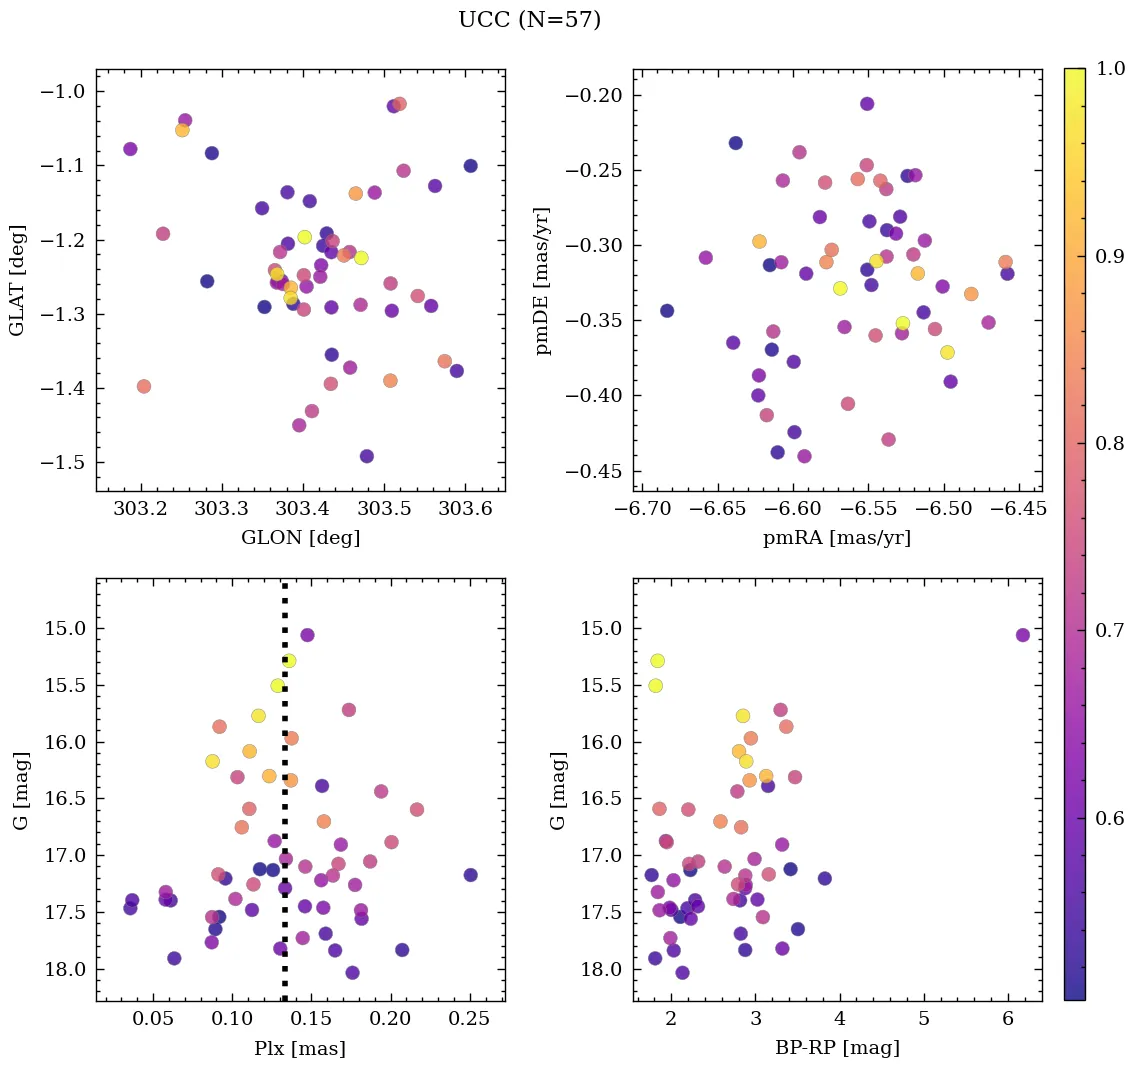 UCC (N=57)
−1.0
−1.1
−1.2
−1.3
−1.4
−1.5
GLAT [deg]
303.2 303.3 303.4 303.5 303.6
GLON [deg]
−0.20
−0.25
−0.30
−0.35
−0.40
−0.45
pmDE [mas/yr]
−6.70 −6.65 −6.60 −6.55 −6.50 −6.45
pmRA [mas/yr]
15.0
15.5
16.0
16.5
17.0
17.5
18.0
G [mag]
0.05 0.10 0.15 0.20 0.25
Plx [mas]
15.0
15.5
16.0
16.5
17.0
17.5
18.0
G [mag]
2 3 4 5 6
BP-RP [mag]
1.0
0.9
0.8
0.7
0.6